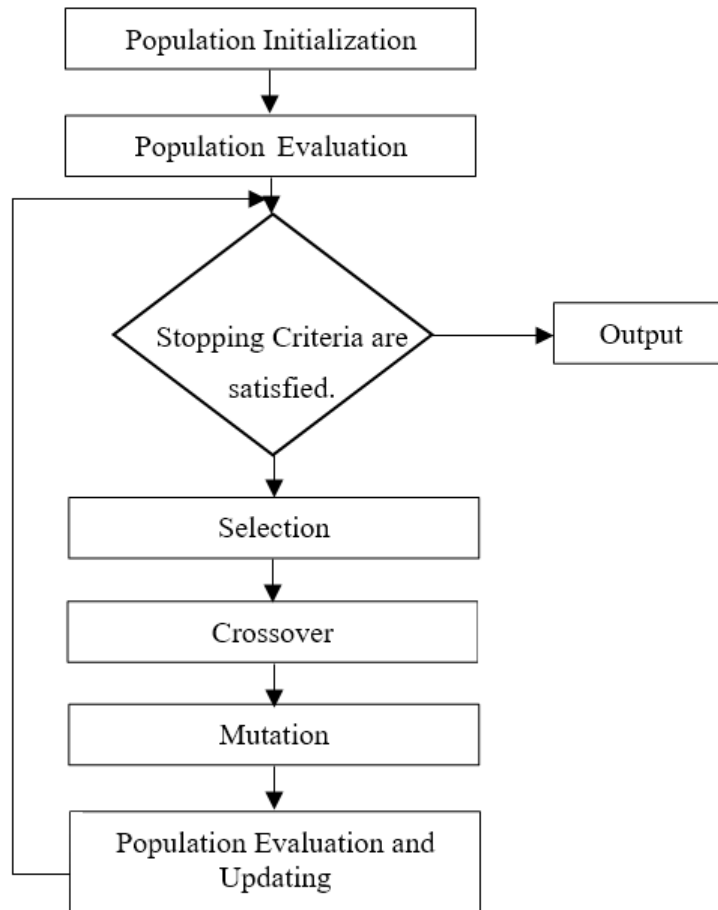 Population Initialization
Population Evaluation
Stopping Criteria are
satisfied.
Output
Selection
Crossover
Mutation
Population Evaluation and
Updating